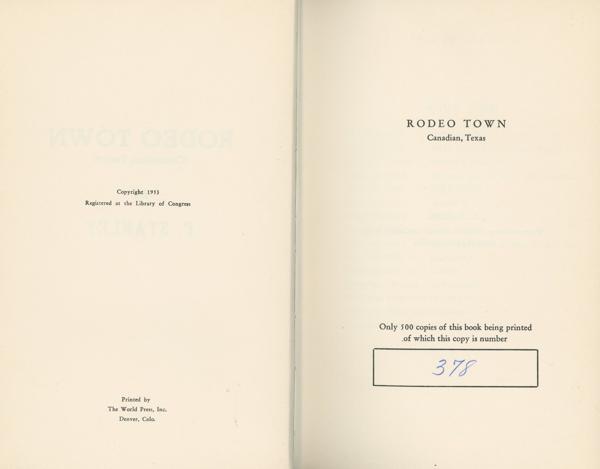 Copyright 1953
Registered at the Library of Congress
Printed by
The World Press, Inc.
Denver, Colo.
RODEO TOWN
Canadian, Texas
Only 500 copies of this book being printed
.of which this copy is number
378